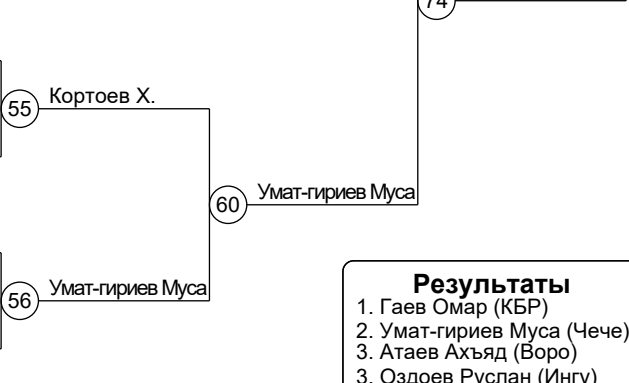 74
55 Кортоев Х.
60 Умат-гириев Муса
56 Умат-гириев Муса
Результаты
1. Гаев Омар (КБР)
2. Умат-гириев Муса (Чече)
3. Атаев Ахъяд (Воро)
3. Оздоев Руслан (Ингу)